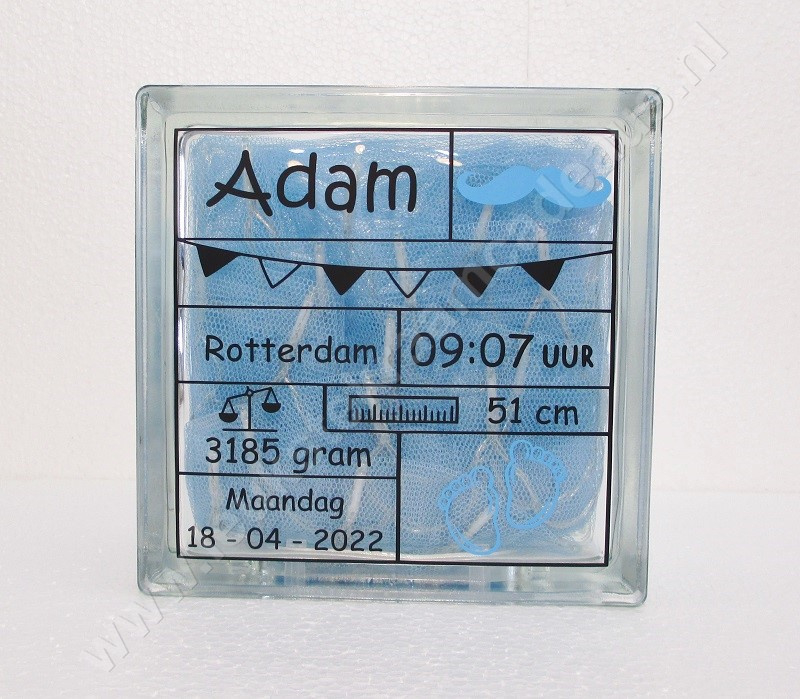 Adam
Rotterdam
09:07 UUR
51 cm
3185 gram
Maandag
18 - 04 - 2022